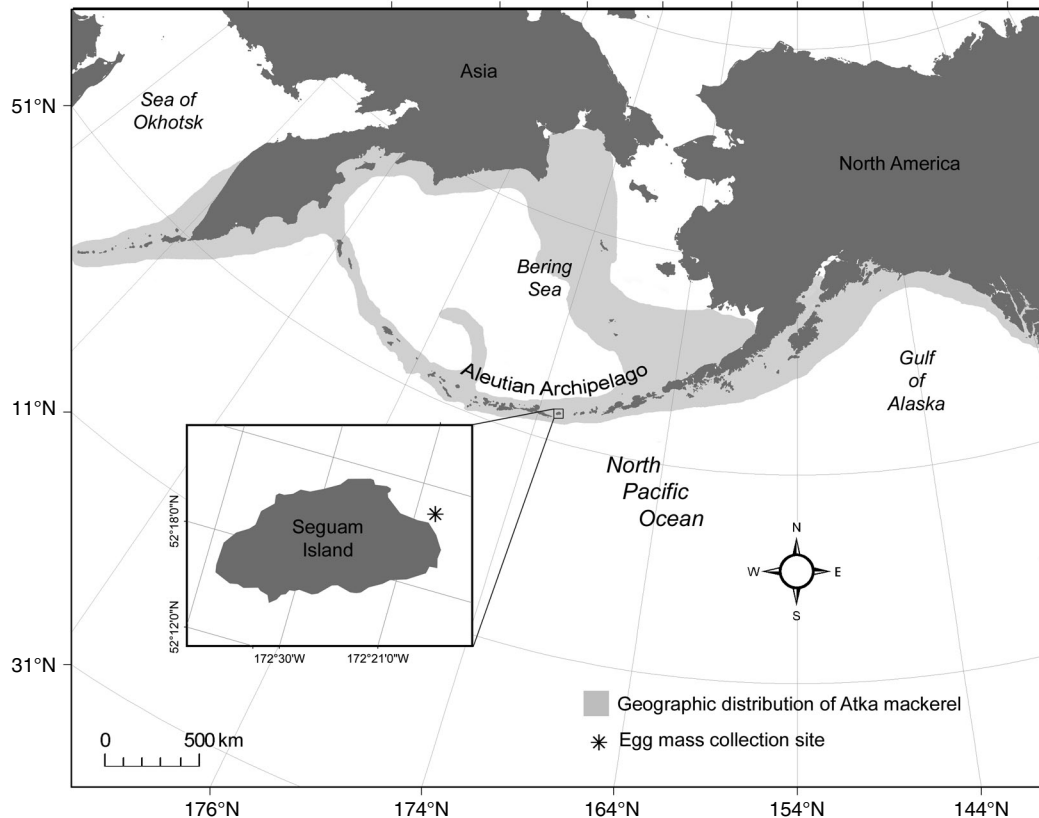 Asia
Sea of
Okhotsk
51°N
North America
Bering
Sea
Aleutian Archipelago
Gulf
of
Alaska
11°N
North
Pacific
Ocean
52°18'0"N
Seguam
Island
52°12'0"N
172°30'W
172°21'0"W
N
W
E
S
31°N
Geographic distribution of Atka mackerel
Egg mass collection site
0
500 km
176°N
174°N
164°N
154°N
144°N